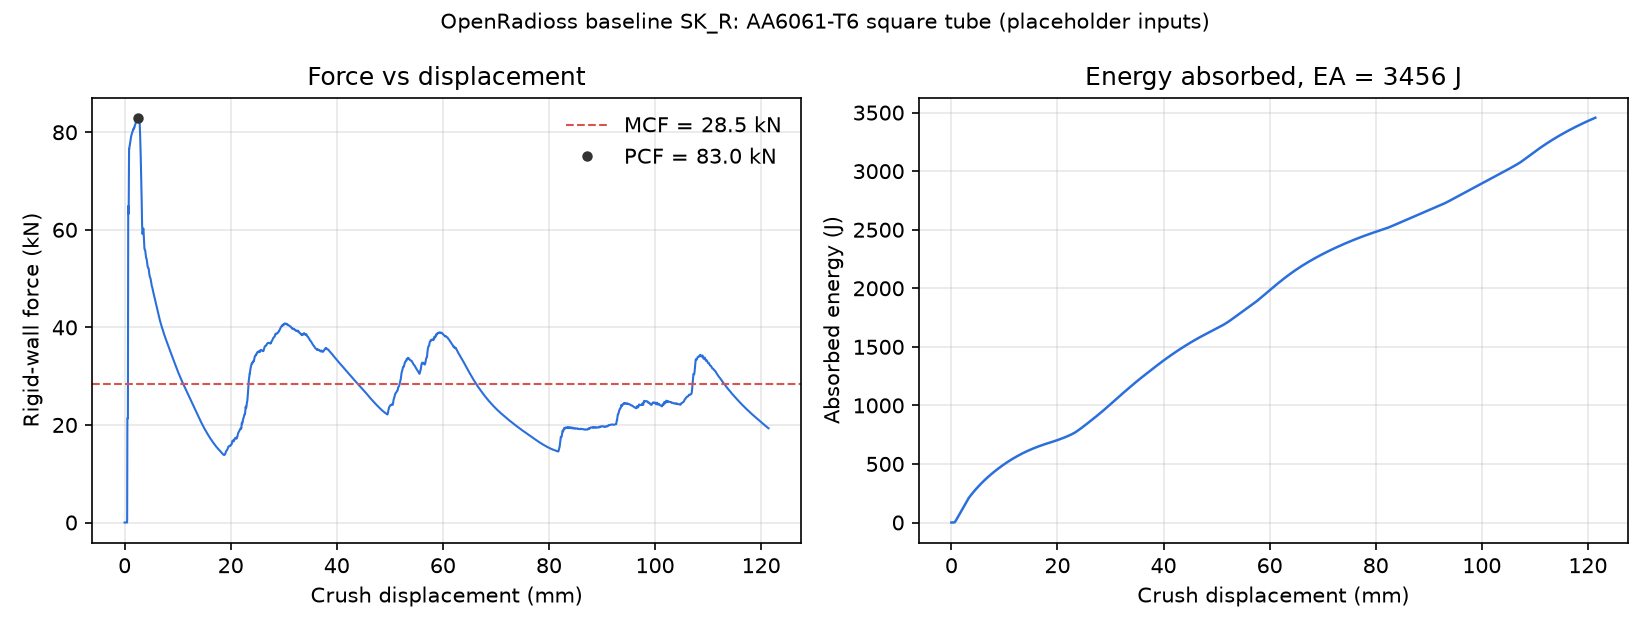 OpenRadioss baseline SK_R: AA6061-T6 square tube (placeholder inputs)
Force vs displacement
MCF = 28.5 kN
PCF = 83.0 kN
80
60
40
20
0
Rigid-wall force (kN)
0 20 40 60 80 100 120
Crush displacement (mm)
Energy absorbed, EA = 3456 J
3500
3000
2500
2000
1500
1000
500
0
Absorbed energy (J)
0 20 40 60 80 100 120
Crush displacement (mm)